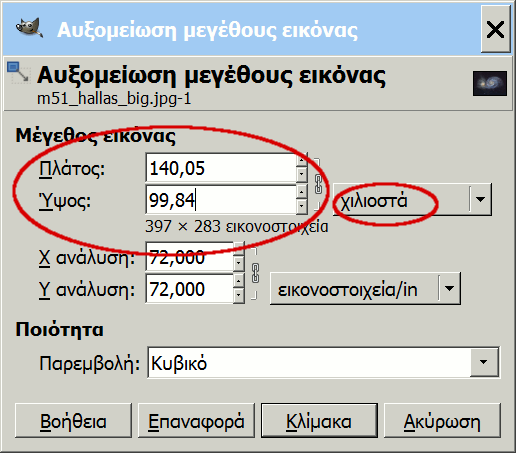 Αυξομείωση μεγέθους εικόνας
Αυξομείωση μεγέθους εικόνας
m51_hallas_big.jpg-1
Μέγεθος εικόνας
Πλάτος: 140,05
Ύψος: 99,84 χιλιοστά
397 × 283 εικονοστοιχεία
X ανάλυση: 72,000
Y ανάλυση: 72,000 εικονοστοιχεία/in
Ποιότητα
Παρεμβολή: Κυβικό
Βοήθεια Επαναφορά Κλίμακα Ακύρωση